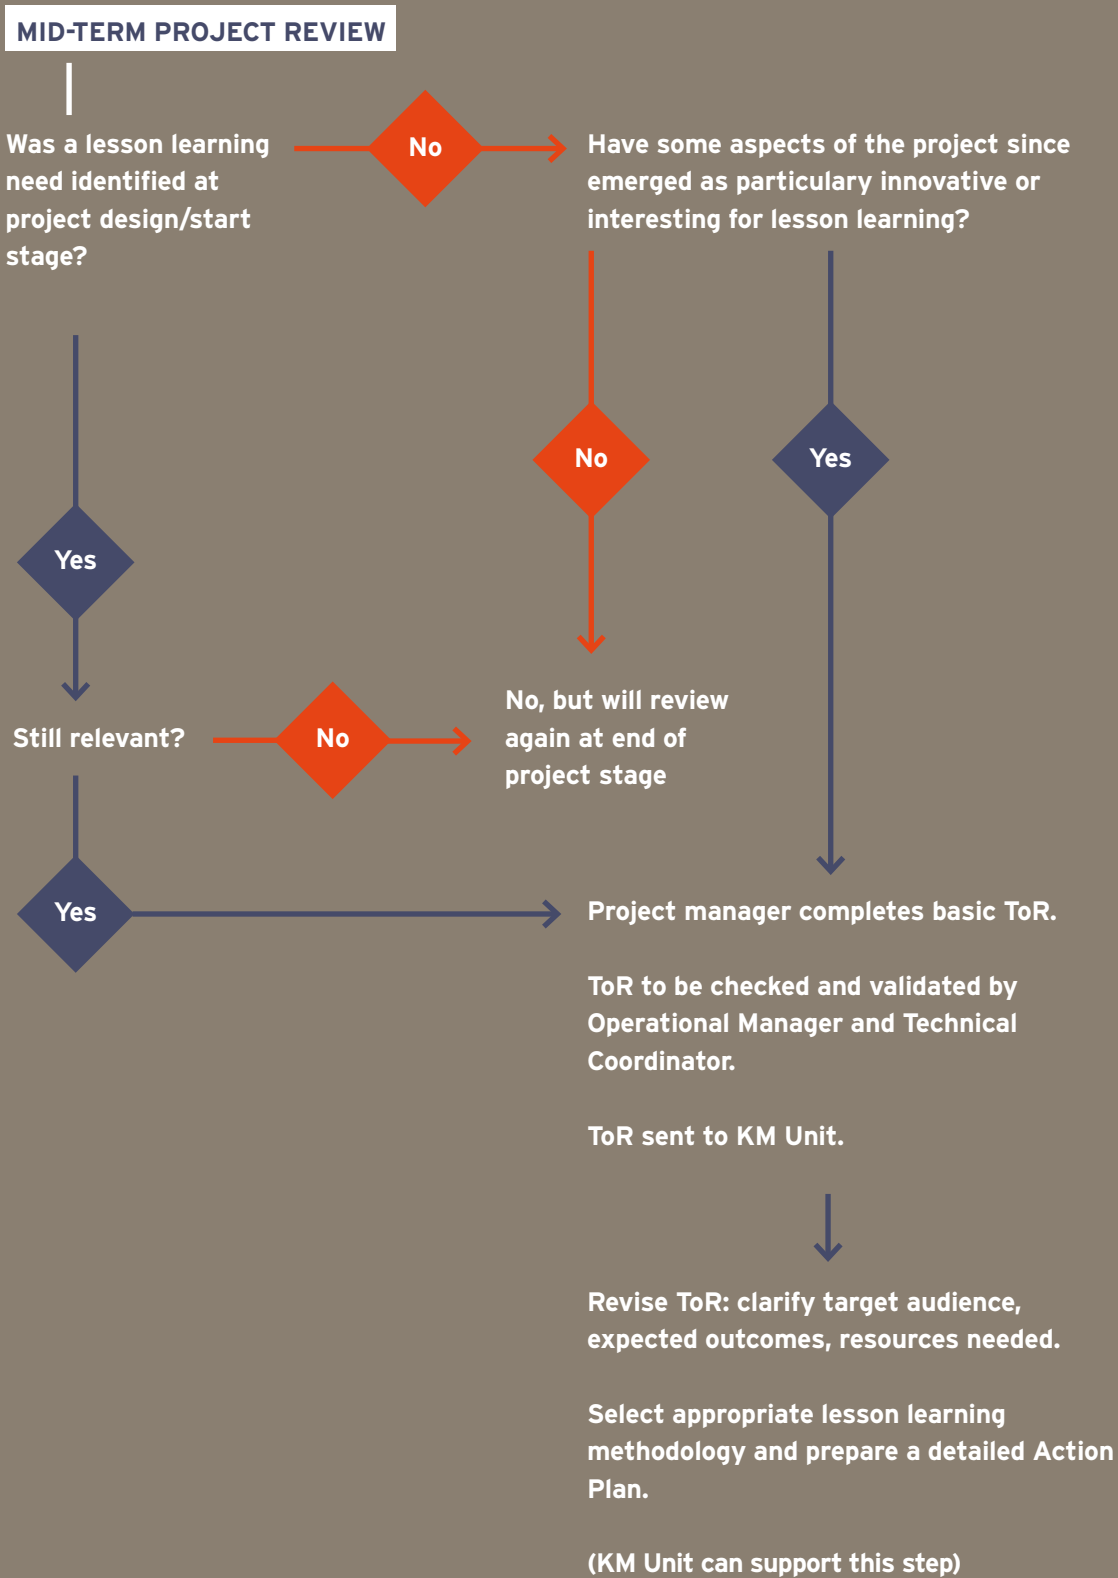 MID-TERM PROJECT REVIEW
Was a lesson learning
need identified at
project design/start
stage?
No
Have some aspects of the project since
emerged as particulary innovative or
interesting for lesson learning?
No
Yes
Yes
Still relevant?
No
No, but will review
again at end of
project stage
Yes
Project manager completes basic ToR.
ToR to be checked and validated by
Operational Manager and Technical
Coordinator.
ToR sent to KM Unit.
Revise ToR: clarify target audience,
expected outcomes, resources needed.
Select appropriate lesson learning
methodology and prepare a detailed Action
Plan.
(KM Unit can support this step)